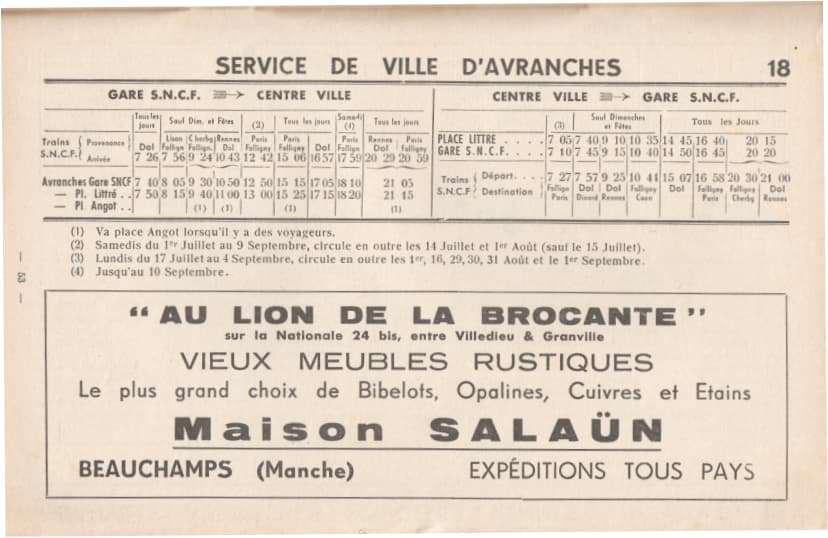 SERVICE DE VILLE D'AVRANCHES 18
GARE S.N.C.F. CENTRE VILLE
Tous les jours Sauf Dim. et Fêtes (2) Tous les jours Samedi (4) Tous les jours
Trains S.N.C.F. Provenance Dol Lison Follign. Cherbg Follign. Rennes Dol Paris Folligny Paris Folligny Dol Paris Follign Rennes Dol Paris Follign
Arrivée 7 26 7 56 9 24 10 43 12 42 15 06 16 57 17 59 20 29 20 59
Avranches Gare SNCF 7 40 8 05 9 30 10 50 12 50 15 15 17 05 18 10 21 05
— Pl. Littré . . 7 50 8 15 9 40 11 00 13 00 15 25 17 15 18 20 21 15
— Pl. Angot . . (1) (1) (1) (1)
CENTRE VILLE GARE S.N.C.F.
(3) Sauf Dimanches et Fêtes Tous les Jours
PLACE LITTRE . . . . 7 05 7 40 9 10 10 35 14 45 16 40 20 15
GARE S.N.C.F. . . . . 7 10 7 45 9 15 10 40 14 50 16 45 20 20
Trains S.N.C.F. Départ. . . . 7 27 7 57 9 25 10 44 15 07 16 58 20 30 21 00
Destination Follign Paris Dol Dinard Dol Rennes Folligny Caen Dol Folligny Paris Folligny Cherbg Dol Rennes
(1) Va place Angot lorsqu'il y a des voyageurs.
(2) Samedis du 1er Juillet au 9 Septembre, circule en outre les 14 Juillet et 1er Août (sauf le 15 Juillet).
(3) Lundis du 17 Juillet au 4 Septembre, circule en outre les 1er, 16, 29, 30, 31 Août et le 1er Septembre.
(4) Jusqu'au 10 Septembre.
— 53 —
" AU LION DE LA BROCANTE "
sur la Nationale 24 bis, entre Villedieu & Granville
VIEUX MEUBLES RUSTIQUES
Le plus grand choix de Bibelots, Opalines, Cuivres et Etains
Maison SALAÜN
BEAUCHAMPS (Manche) EXPÉDITIONS TOUS PAYS